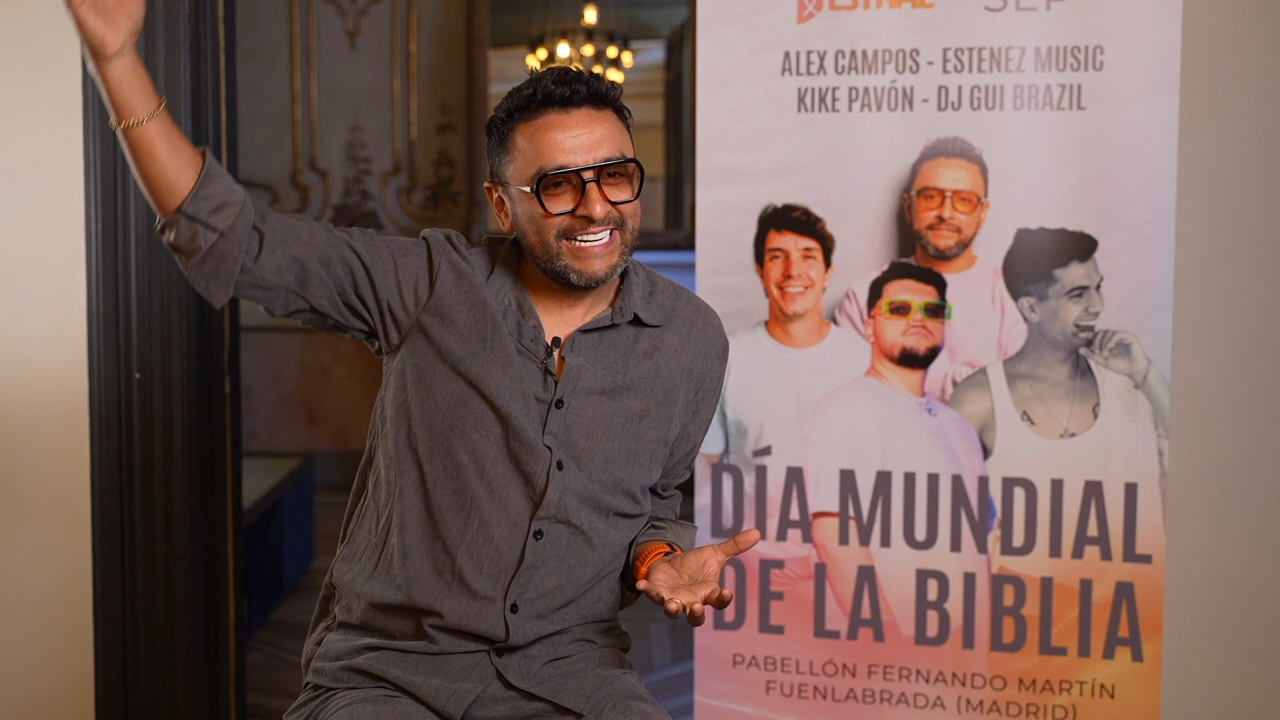 SEP
ALEX CAMPOS - ESTENEZ MUSIC
KIKE PAVÓN - DJ GUI BRAZIL
DÍA MUNDIAL
DE LA BIBLIA
PABELLÓN FERNANDO MARTÍN
FUENLABRADA (MADRID)